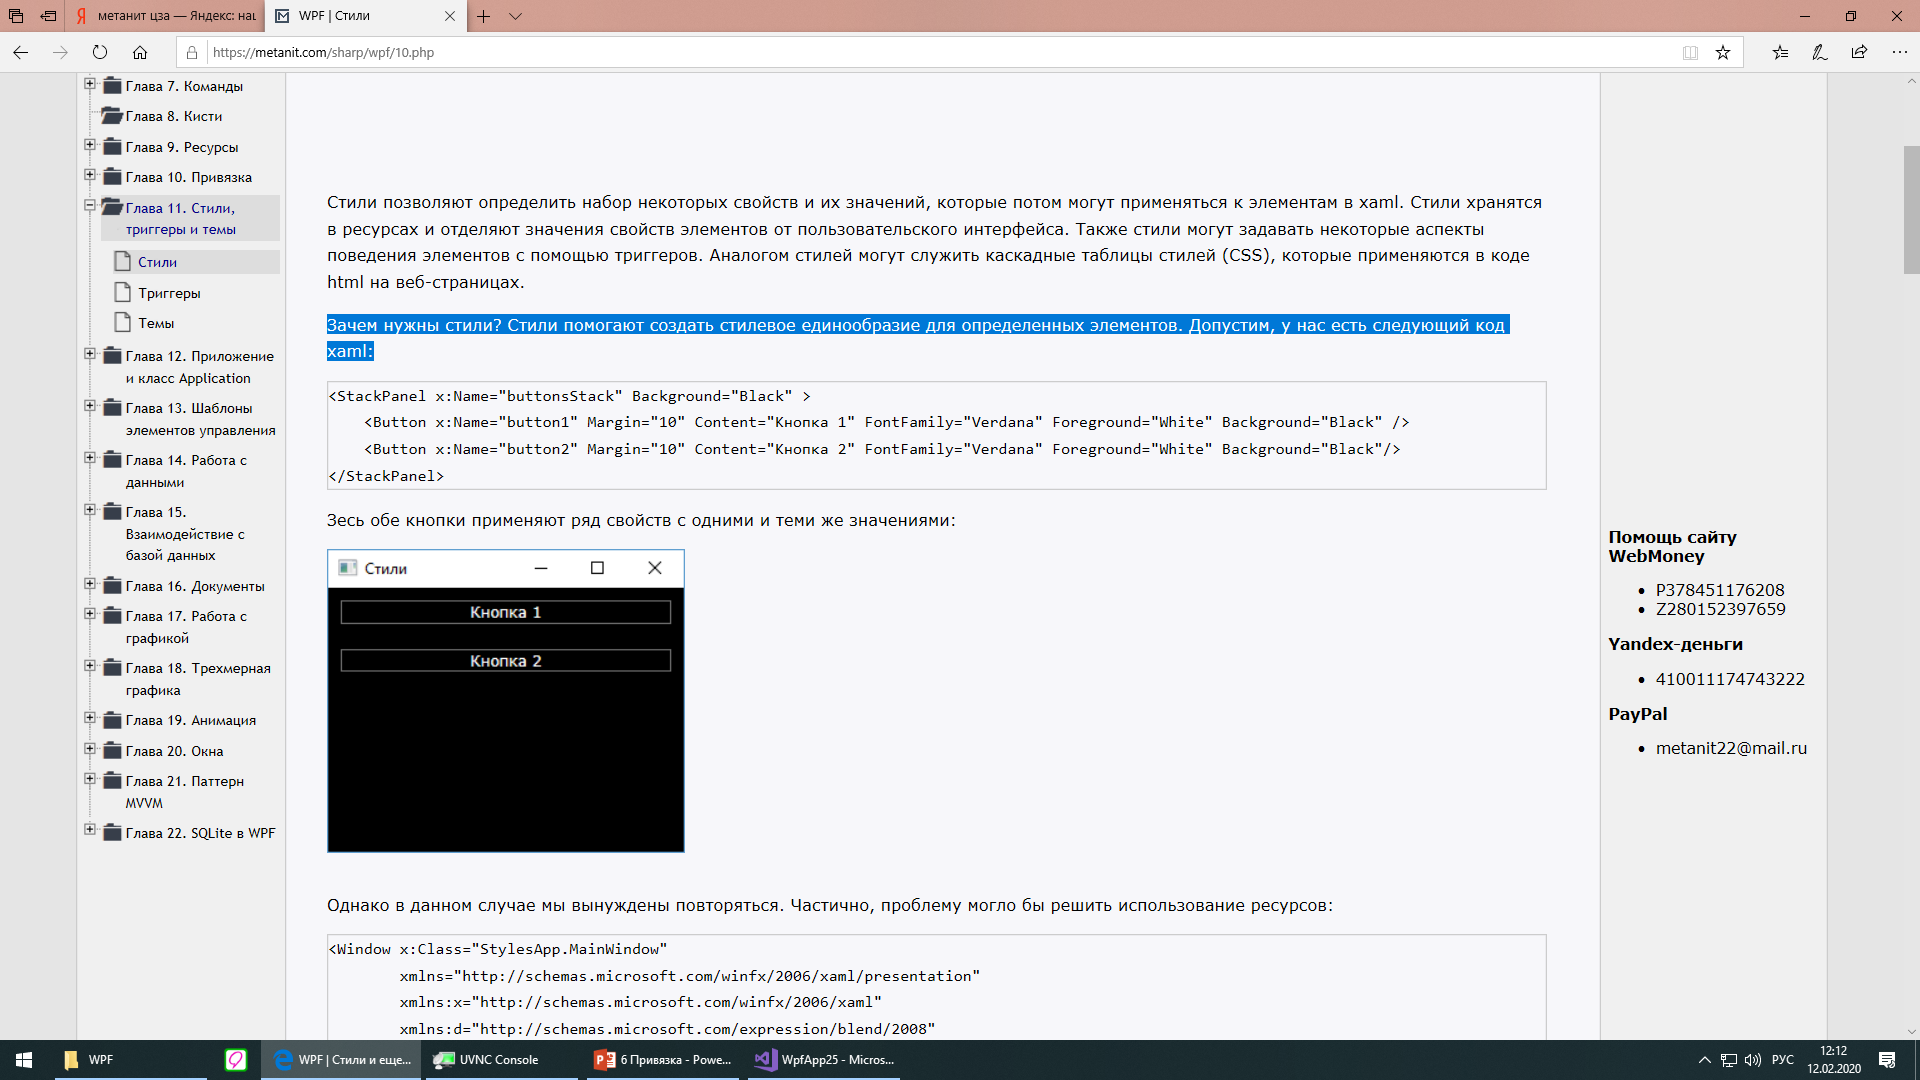 метанит цза — Яндекс: наш
WPF | Стили
https://metanit.com/sharp/wpf/10.php
Глава 7. Команды
Глава 8. Кисти
Глава 9. Ресурсы
Глава 10. Привязка
Глава 11. Стили,
триггеры и темы
Стили
Триггеры
Темы
Глава 12. Приложение
и класс Application
Глава 13. Шаблоны
элементов управления
Глава 14. Работа с
данными
Глава 15.
Взаимодействие с
базой данных
Глава 16. Документы
Глава 17. Работа с
графикой
Глава 18. Трехмерная
графика
Глава 19. Анимация
Глава 20. Окна
Глава 21. Паттерн
MVVM
Глава 22. SQLite в WPF
Стили позволяют определить набор некоторых свойств и их значений, которые потом могут применяться к элементам в xaml. Стили хранятся
в ресурсах и отделяют значения свойств элементов от пользовательского интерфейса. Также стили могут задавать некоторые аспекты
поведения элементов с помощью триггеров. Аналогом стилей могут служить каскадные таблицы стилей (CSS), которые применяются в коде
html на веб-страницах.
Зачем нужны стили? Стили помогают создать стилевое единообразие для определенных элементов. Допустим, у нас есть следующий код
xaml:
<StackPanel x:Name="buttonsStack" Background="Black" >
<Button x:Name="button1" Margin="10" Content="Кнопка 1" FontFamily="Verdana" Foreground="White" Background="Black" />
<Button x:Name="button2" Margin="10" Content="Кнопка 2" FontFamily="Verdana" Foreground="White" Background="Black"/>
</StackPanel>
Зесь обе кнопки применяют ряд свойств с одними и теми же значениями:
Стили
Кнопка 1
Кнопка 2
Однако в данном случае мы вынуждены повторяться. Частично, проблему могло бы решить использование ресурсов:
<Window x:Class="StylesApp.MainWindow"
xmlns="http://schemas.microsoft.com/winfx/2006/xaml/presentation"
xmlns:x="http://schemas.microsoft.com/winfx/2006/xaml"
xmlns:d="http://schemas.microsoft.com/expression/blend/2008"
Помощь сайту
WebMoney
P378451176208
Z280152397659
Yandex-деньги
410011174743222
PayPal
metanit22@mail.ru
WPF
WPF | Стили и еще...
UVNC Console
6 Привязка - Powe...
WpfApp25 - Micros...
РУС
12:12
12.02.2020